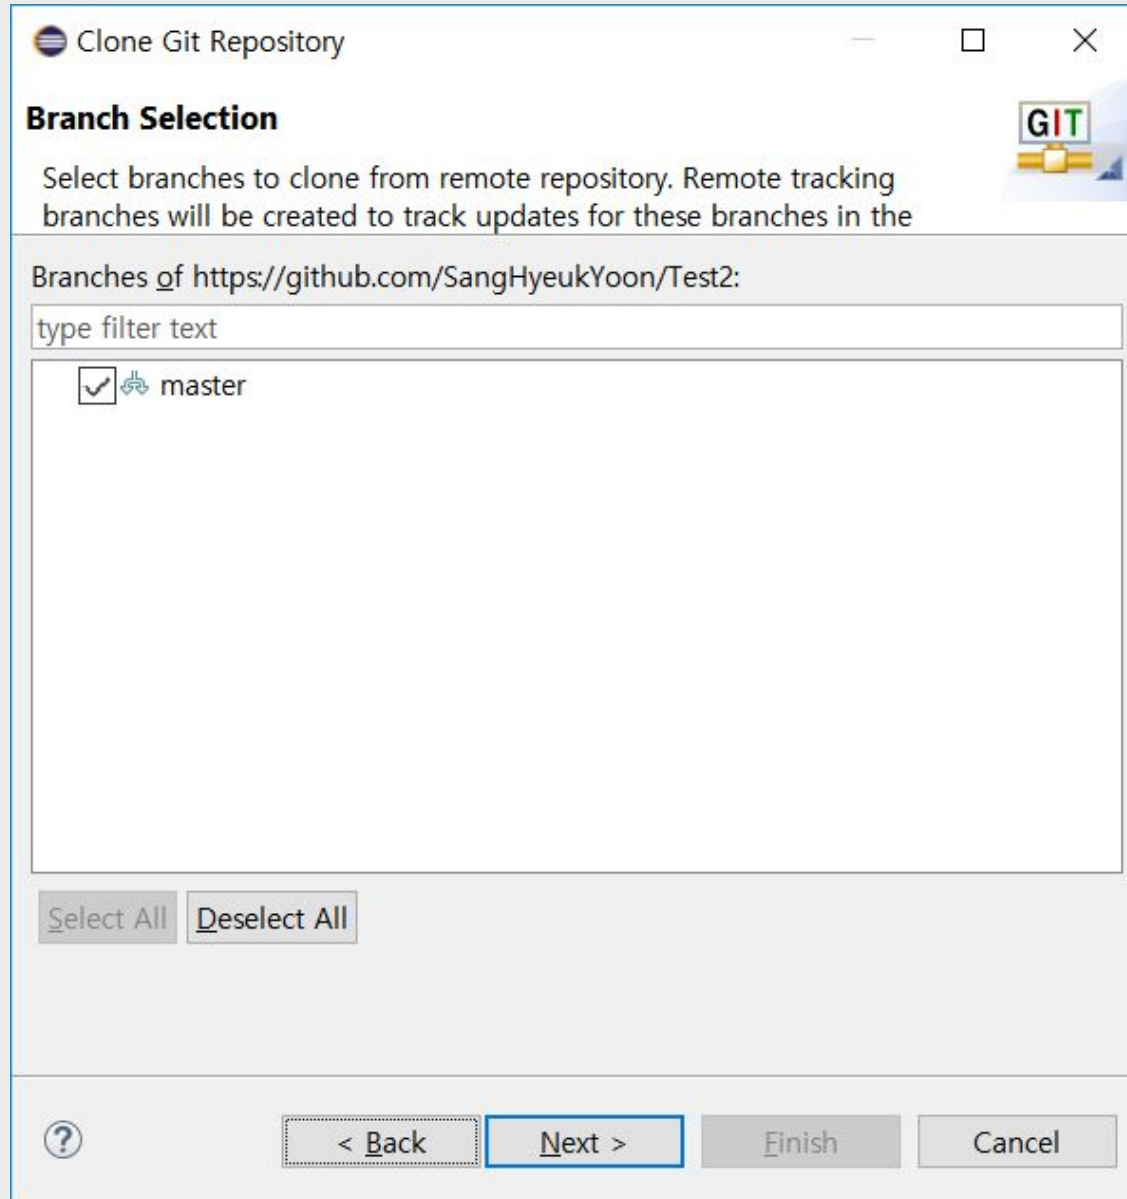 Clone Git Repository
Branch Selection
GIT
Select branches to clone from remote repository. Remote tracking
branches will be created to track updates for these branches in the
Branches of https://github.com/SangHyeukYoon/Test2:
type filter text
master
Select All
Deselect All
?
< Back
Next >
Finish
Cancel